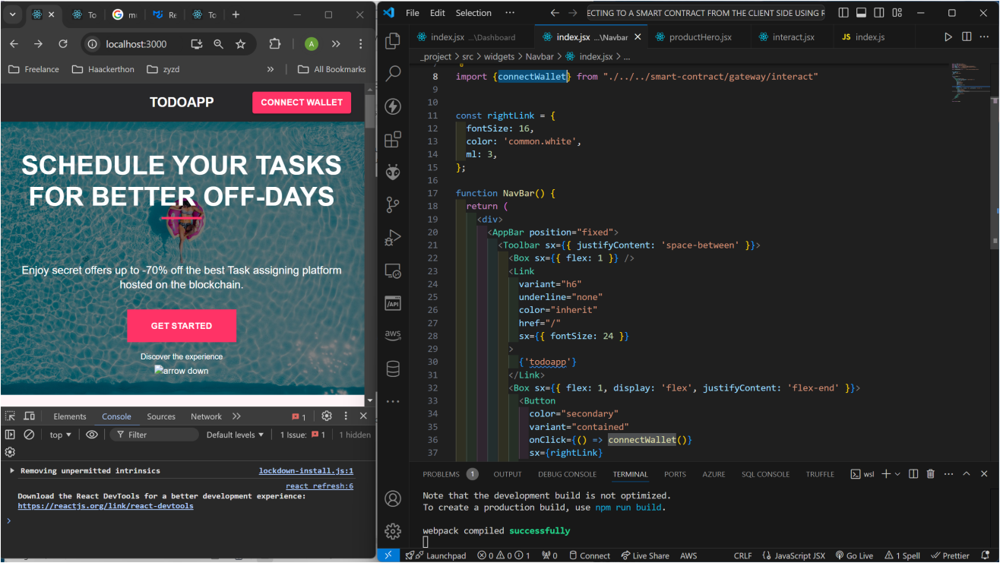 To
G m
Re
To
localhost:3000
A
Freelance
Haackerthon
zyzd
All Bookmarks
TODOAPP
CONNECT WALLET
SCHEDULE YOUR TASKS
FOR BETTER OFF-DAYS
Enjoy secret offers up to -70% off the best Task assigning platform
hosted on the blockchain.
GET STARTED
Discover the experience
arrow down
Elements Console Sources Network 1
top Filter Default levels 1 Issue: 1 1 hidden
Removing unpermitted intrinsics lockdown-install.js:1
react refresh:6
Download the React DevTools for a better development experience:
https://reactjs.org/link/react-devtools
File Edit Selection ECTING TO A SMART CONTRACT FROM THE CLIENT SIDE USING R
index.jsx ...\Dashboard index.jsx ...\Navbar productHero.jsx interact.jsx JS index.js
_project > src > widgets > Navbar > index.jsx > ...
8 import {connectWallet} from "./../../smart-contract/gateway/interact"
9
10
11 const rightLink = {
12 fontSize: 16,
13 color: 'common.white',
14 ml: 3,
15 };
16
17 function NavBar() {
18 return (
19 <div>
20 <AppBar position="fixed">
21 <Toolbar sx={{ justifyContent: 'space-between' }}>
22 <Box sx={{ flex: 1 }} />
23 <Link
24 variant="h6"
25 underline="none"
26 color="inherit"
27 href="/"
28 sx={{ fontSize: 24 }}
29 >
30 {'todoapp'}
31 </Link>
32 <Box sx={{ flex: 1, display: 'flex', justifyContent: 'flex-end' }}>
33 <Button
34 color="secondary"
35 variant="contained"
36 onClick={() => connectWallet()}
37 sx={rightLink}
/API
aws
PROBLEMS 1 OUTPUT DEBUG CONSOLE TERMINAL PORTS AZURE SQL CONSOLE TRUFFLE wsl
Note that the development build is not optimized.
To create a production build, use npm run build.
webpack compiled successfully
Launchpad 0 0 1 0 Connect Live Share AWS CRLF JavaScript JSX Go Live 1 Spell Prettier